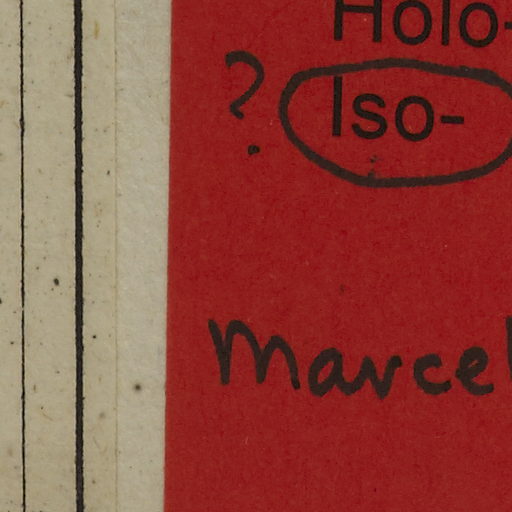 Holo-
? Iso-
Marcel